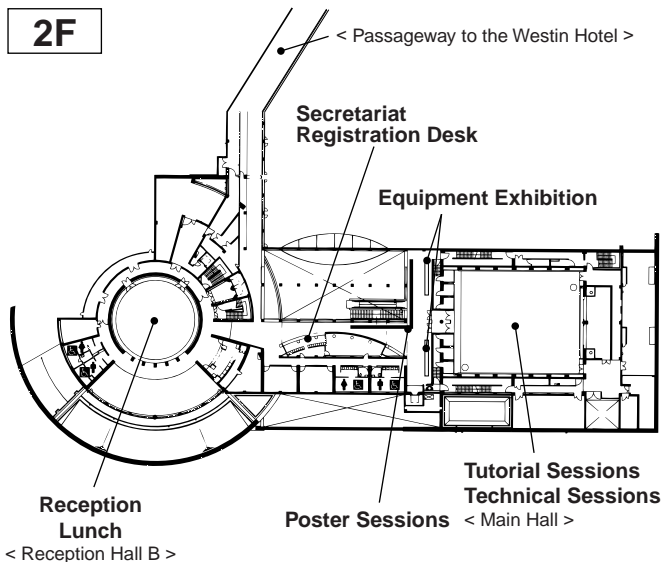 2F
< Passageway to the Westin Hotel >
Secretariat
Registration Desk
Equipment Exhibition
Reception
Lunch
< Reception Hall B >
Poster Sessions
Tutorial Sessions
Technical Sessions
< Main Hall >